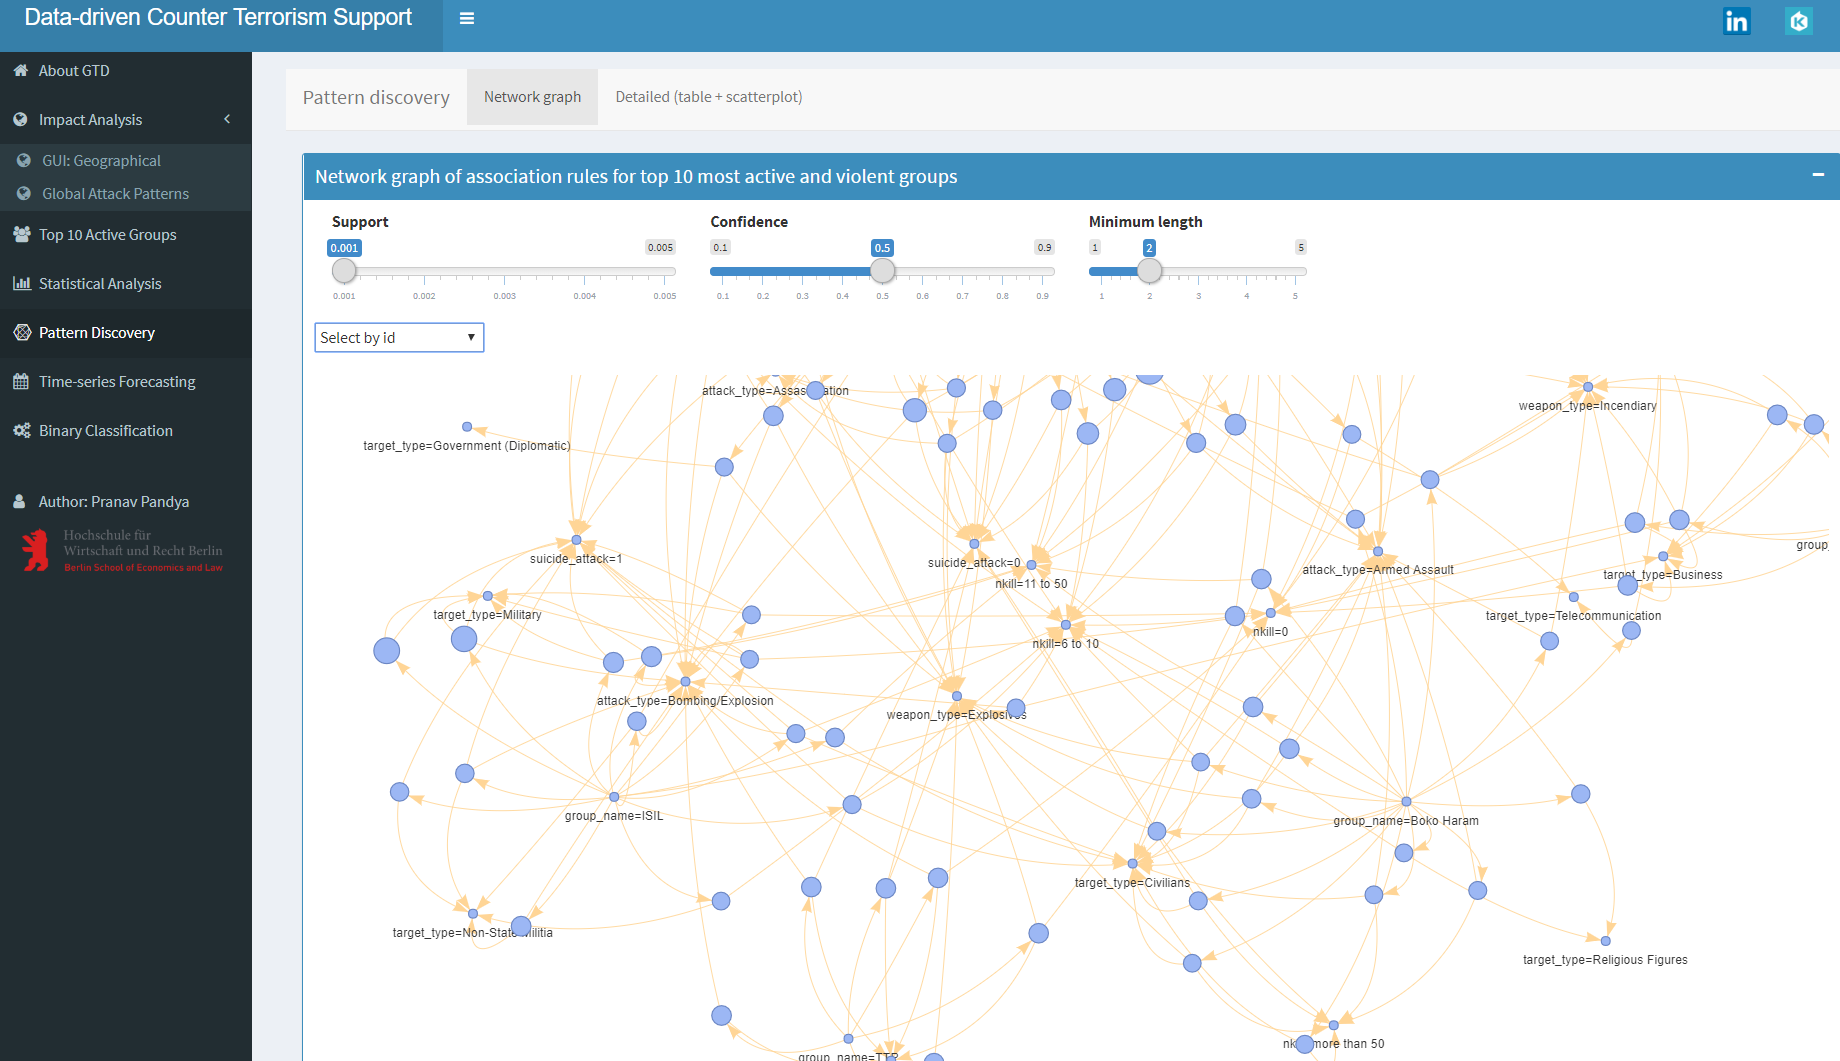 Data-driven Counter Terrorism Support
in
About GTD
Impact Analysis
GUI: Geographical
Global Attack Patterns
Top 10 Active Groups
Statistical Analysis
Pattern Discovery
Time-series Forecasting
Binary Classification
Author: Pranav Pandya
Hochschule für
Wirtschaft und Recht Berlin
Berlin School of Economics and Law
Pattern discovery
Network graph
Detailed (table + scatterplot)
Network graph of association rules for top 10 most active and violent groups
Support
0.001
0.005
0.001 0.002 0.003 0.004 0.005
Confidence
0.1
0.5
0.9
0.1 0.2 0.3 0.4 0.5 0.6 0.7 0.8 0.9
Minimum length
1
2
5
1 2 3 4 5
Select by id
attack_type=Assas ation
weapon_type=Incendiary
target_type=Government (Diplomatic)
suicide_attack=1
suicide_attack=0
nkill=11 to 50
attack_type=Armed Assault
group_
target_type=Business
target_type=Military
target_type=Telecommunication
nkill=0
nkill=6 to 10
attack_type=Bombing/Explosion
weapon_type=Explosives
group_name=ISIL
group_name=Boko Haram
target_type=Civilians
target_type=Non-State Militia
target_type=Religious Figures
nk more than 50
group_name=TTP